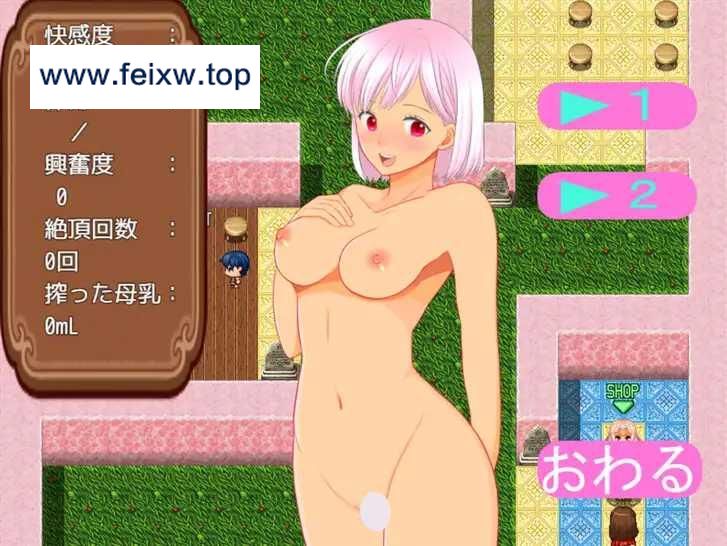 快感度　：
www.feixw.top
／
興奮度　：
0
絶頂回数　：
0回
搾った母乳：
0mL
▶ 1
▶ 2
SHOP
おわる